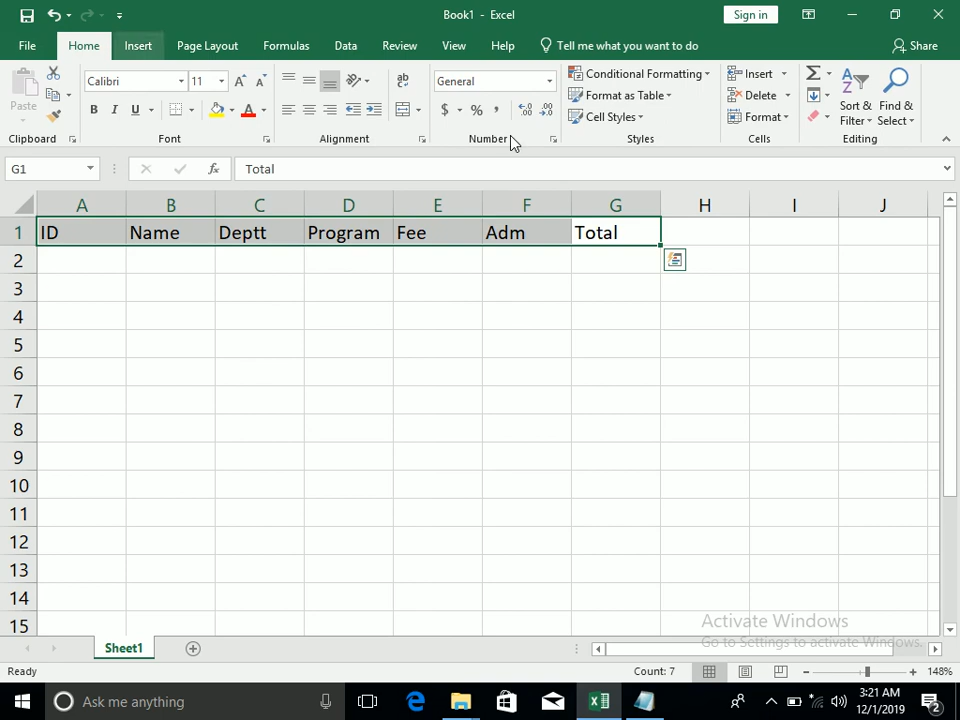 Book1 - Excel
Sign in
File
Home
Insert
Page Layout
Formulas
Data
Review
View
Help
Tell me what you want to do
Share
Paste
Calibri
11
B I U
ab
General
$ % ,
Conditional Formatting
Format as Table
Cell Styles
Insert
Delete
Format
Sort & Filter
Find & Select
Clipboard
Font
Alignment
Number
Styles
Cells
Editing
G1
fx
Total
A B C D E F G H I J
1 ID Name Deptt Program Fee Adm Total
2
3
4
5
6
7
8
9
10
11
12
13
14
15
Activate Windows
Go to Settings to activate Windows.
Sheet1
Ready
Count: 7
148%
Ask me anything
3:21 AM
12/1/2019
2